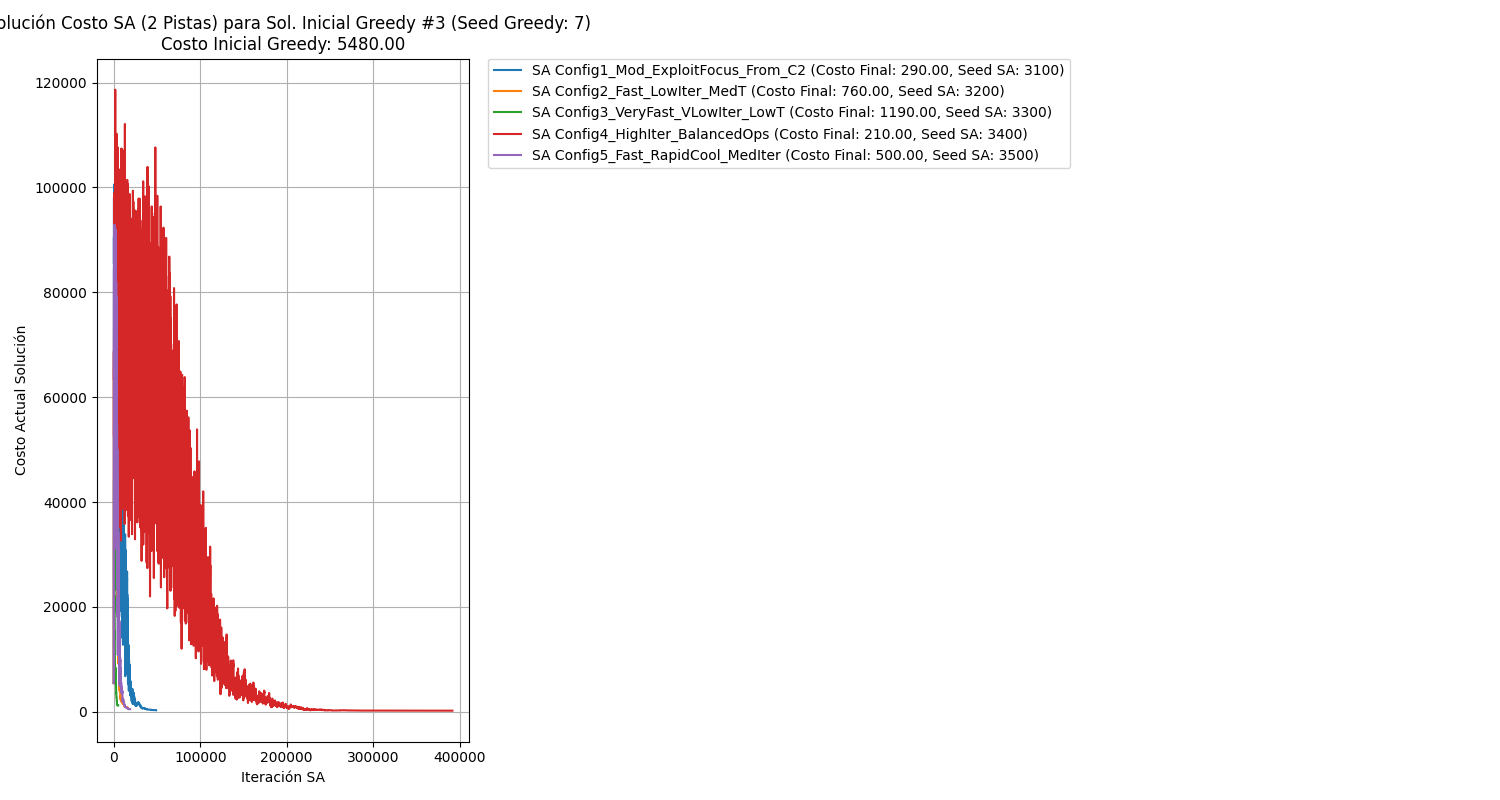 olución Costo SA (2 Pistas) para Sol. Inicial Greedy #3 (Seed Greedy: 7)
Costo Inicial Greedy: 5480.00
SA Config1_Mod_ExploitFocus_From_C2 (Costo Final: 290.00, Seed SA: 3100)
SA Config2_Fast_LowIter_MedT (Costo Final: 760.00, Seed SA: 3200)
SA Config3_VeryFast_VLowIter_LowT (Costo Final: 1190.00, Seed SA: 3300)
SA Config4_HighIter_BalancedOps (Costo Final: 210.00, Seed SA: 3400)
SA Config5_Fast_RapidCool_MedIter (Costo Final: 500.00, Seed SA: 3500)
Costo Actual Solución
120000
100000
80000
60000
40000
20000
0
0
100000
200000
300000
400000
Iteración SA